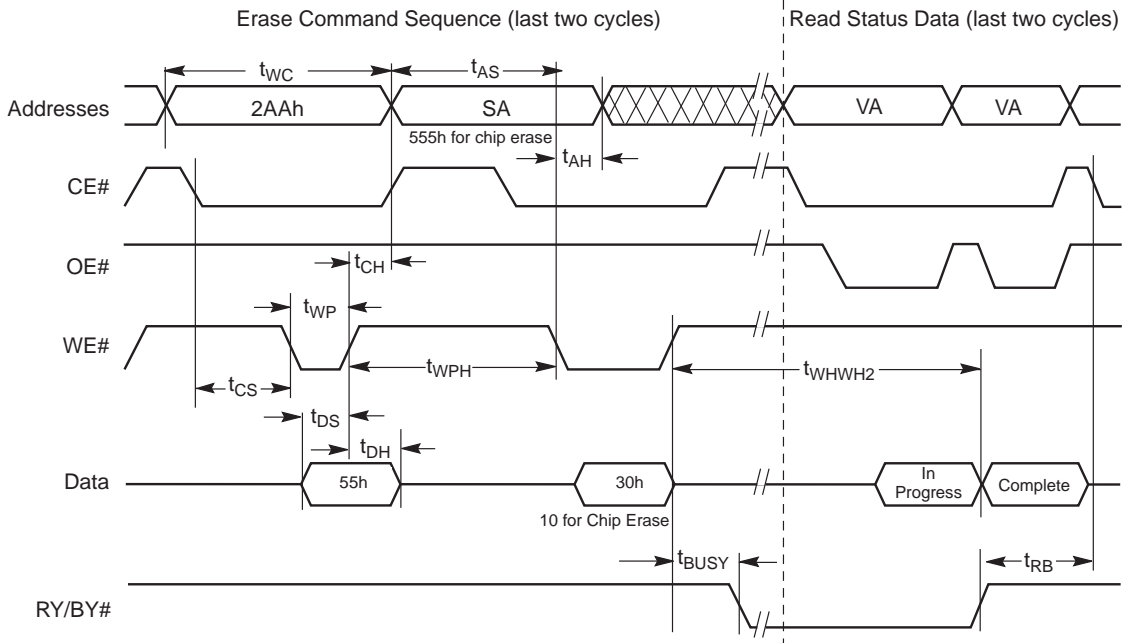 Erase Command Sequence (last two cycles)
Read Status Data (last two cycles)
tWC
tAS
Addresses
2AAh
SA
VA
VA
555h for chip erase
tAH
CE#
OE#
tCH
tWP
WE#
tWPH
tWHWH2
tCS
tDS
tDH
Data
55h
30h
In
Progress
Complete
10 for Chip Erase
tBUSY
tRB
RY/BY#